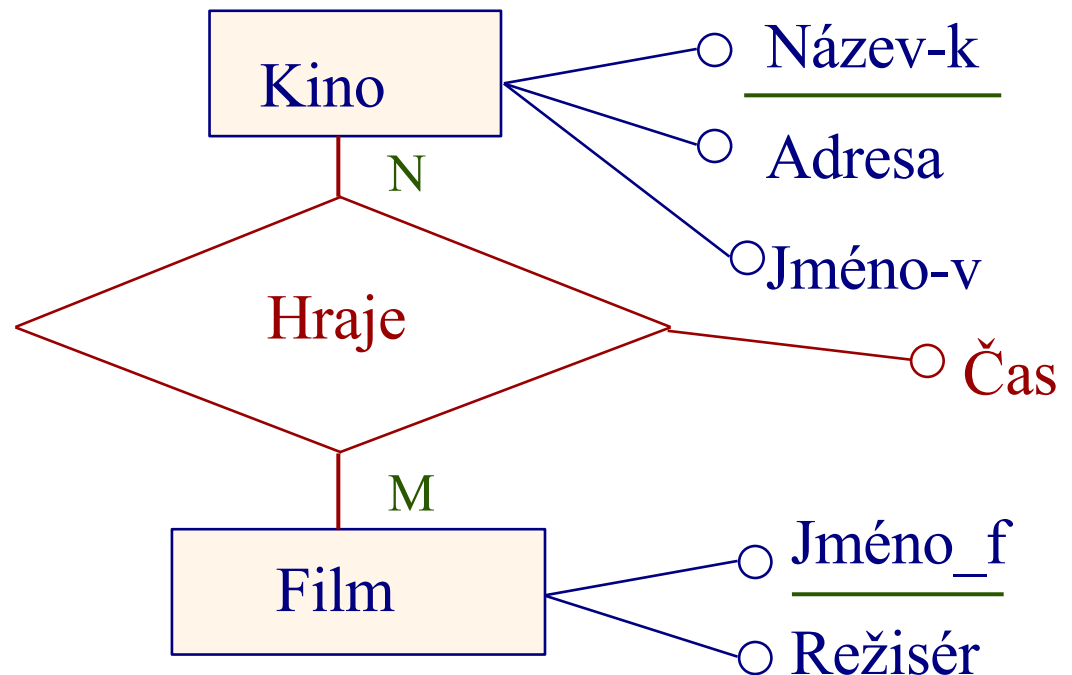 Kino
Název-k
Adresa
Jméno-v
N
Hraje
Čas
M
Film
Jméno_f
Režisér